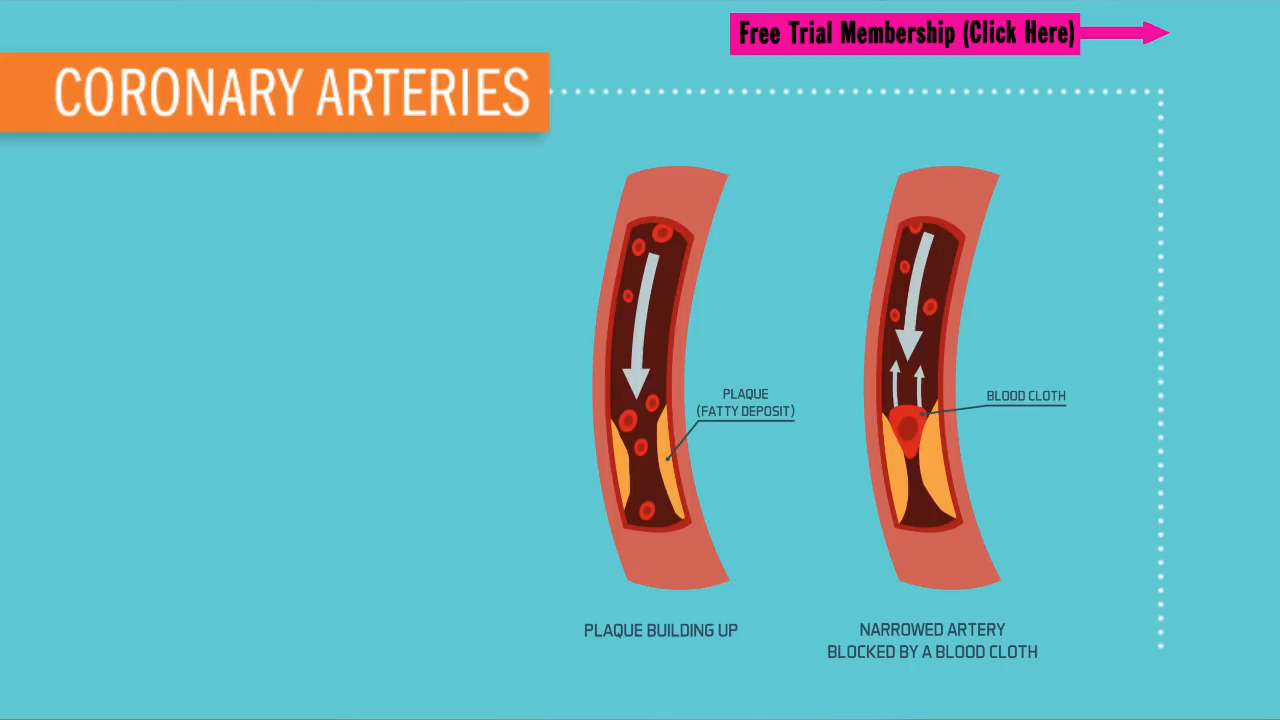 Free Trial Membership (Click Here)
CORONARY ARTERIES
PLAQUE
(FATTY DEPOSIT)
BLOOD CLOTH
PLAQUE BUILDING UP
NARROWED ARTERY
BLOCKED BY A BLOOD CLOTH